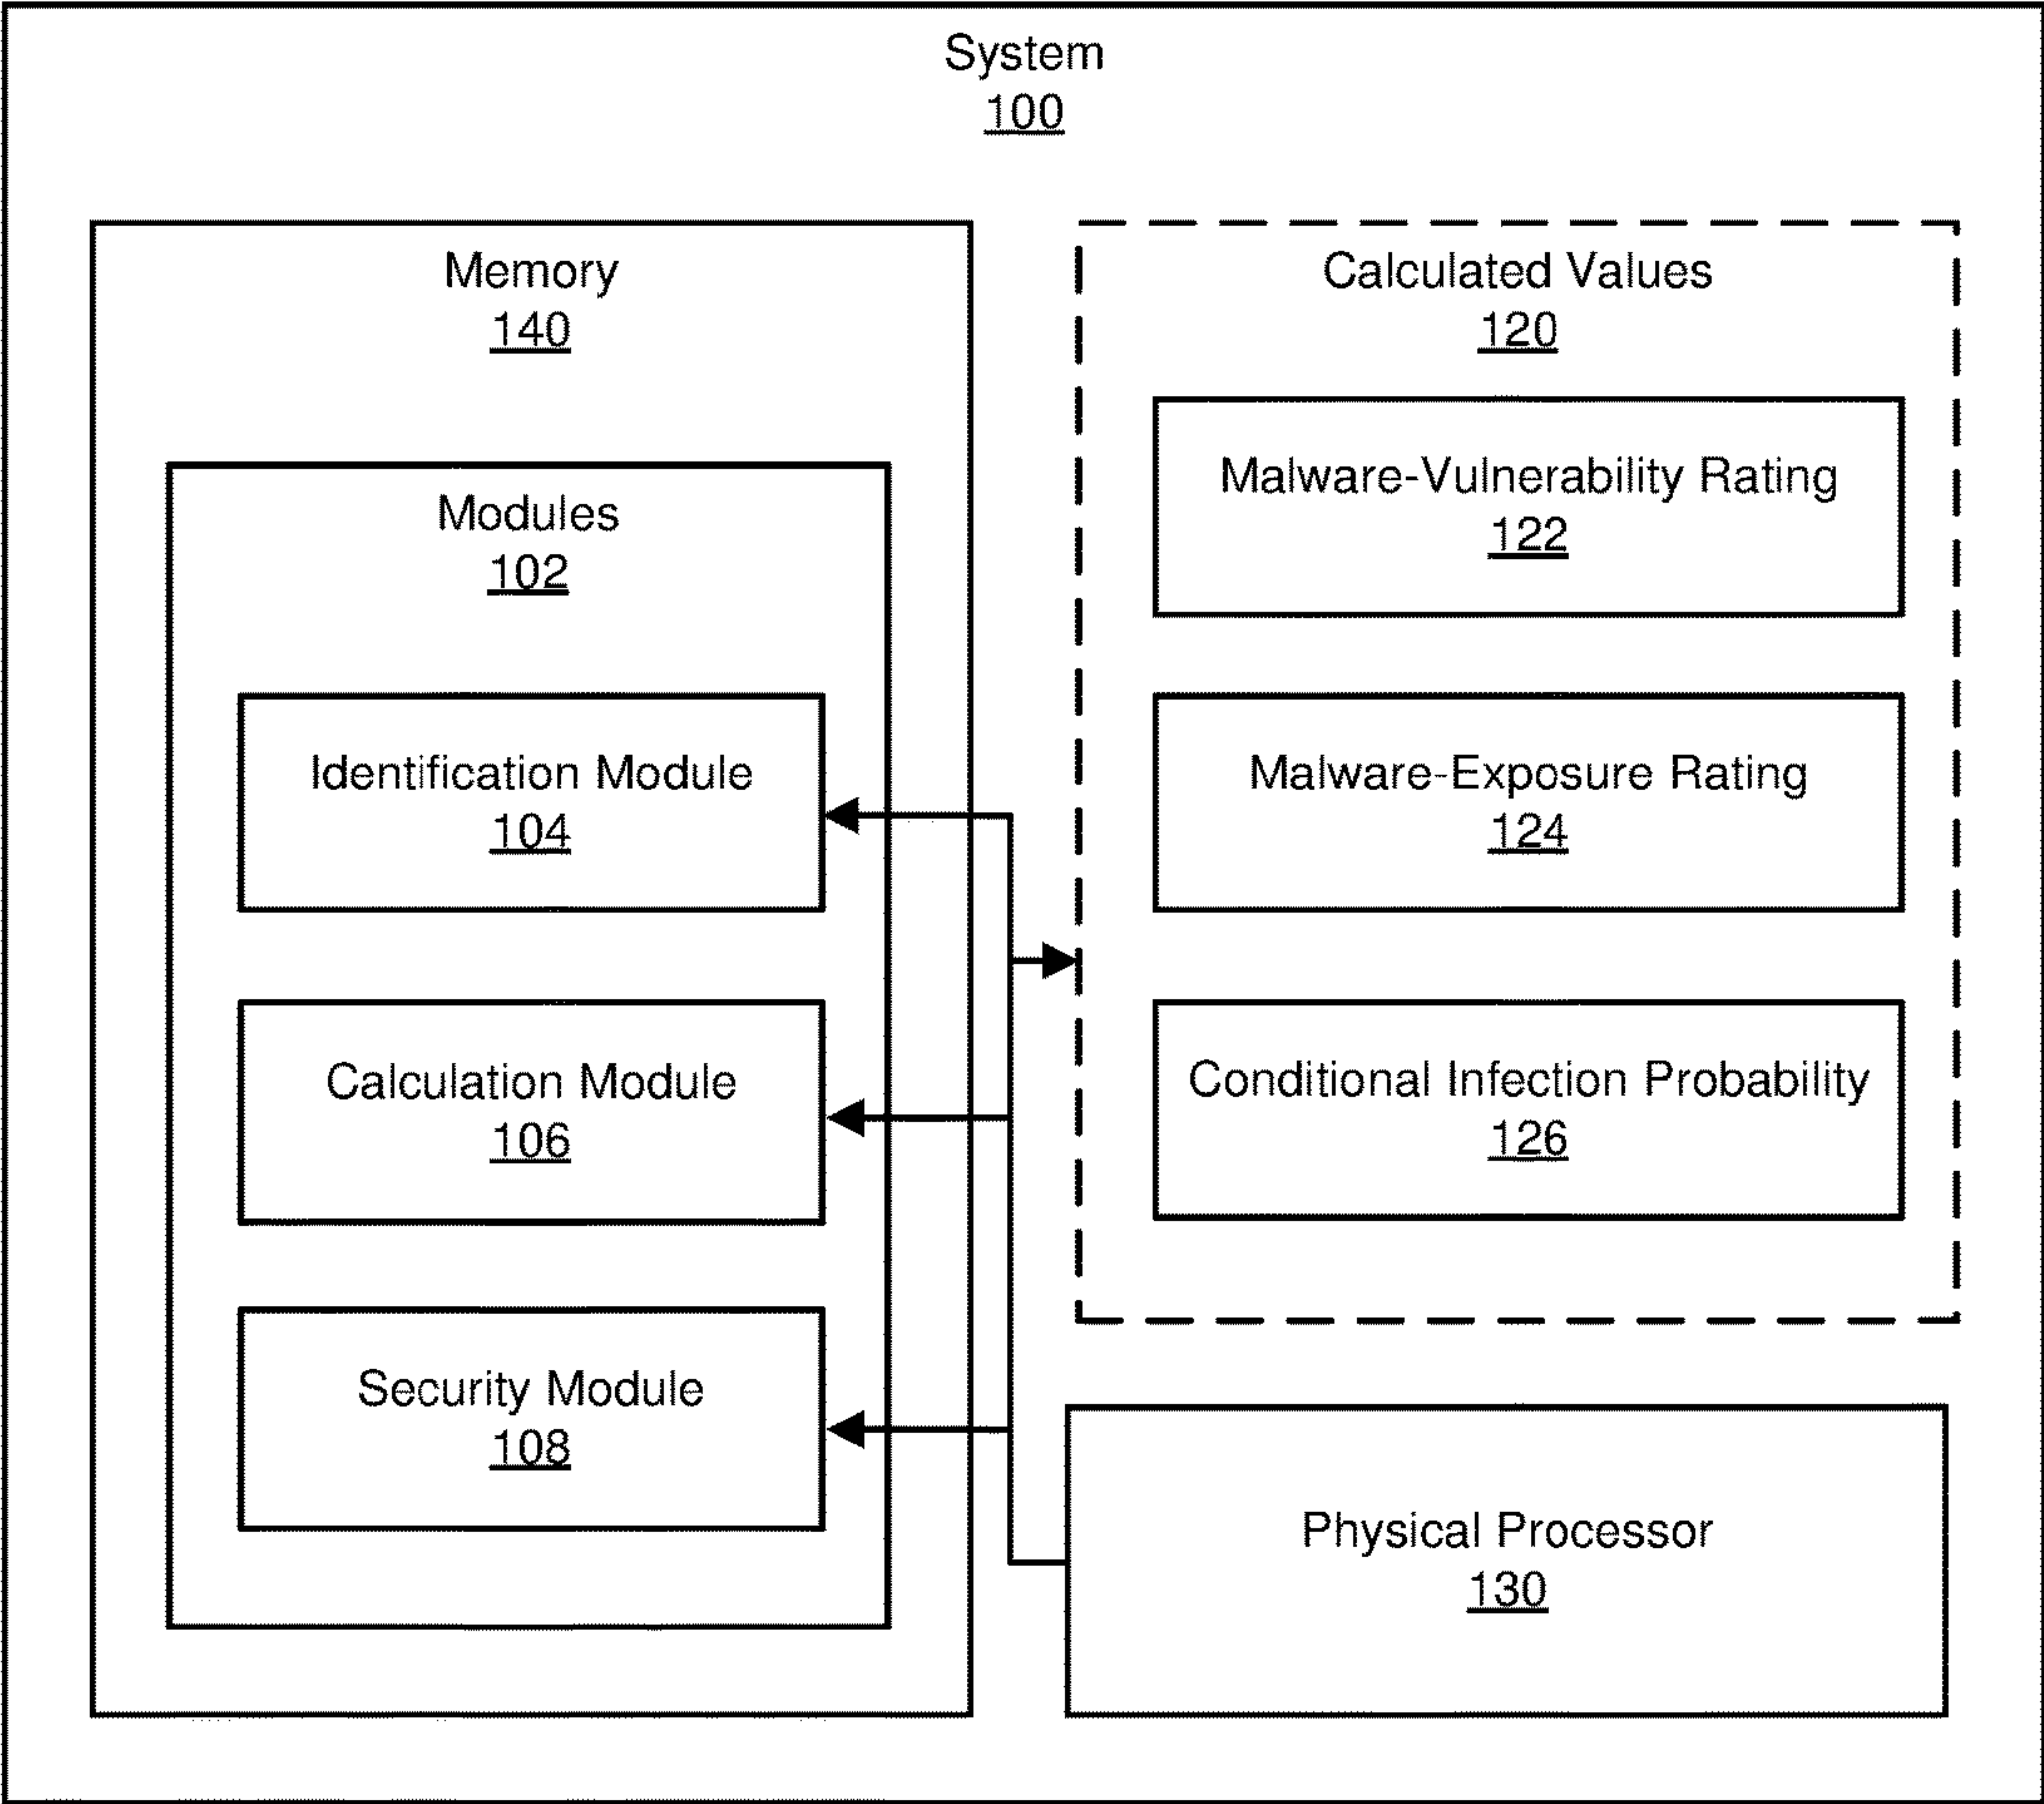 System
100
Memory
140
Modules
102
Identification Module
104
Calculation Module
106
Security Module
108
Calculated Values
120
Malware-Vulnerability Rating
122
Malware-Exposure Rating
124
Conditional Infection Probability
126
Physical Processor
130